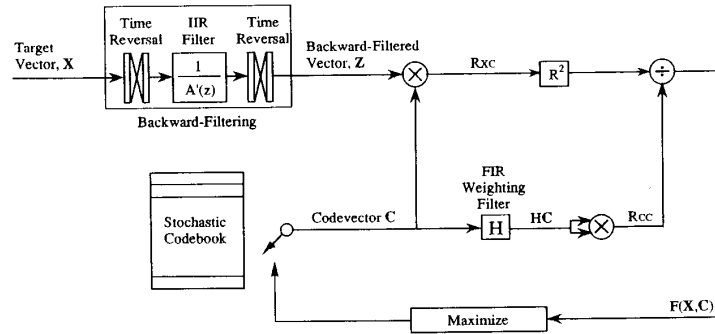 Time
Reversal
IIR
Filter
Time
Reversal
Target
Vector, X
1
A'(z)
Backward-Filtered
Vector, Z
RXC
R²
÷
Backward-Filtering
Stochastic
Codebook
Codevector C
FIR
Weighting
Filter
H
HC
RCC
F(X,C)
Maximize